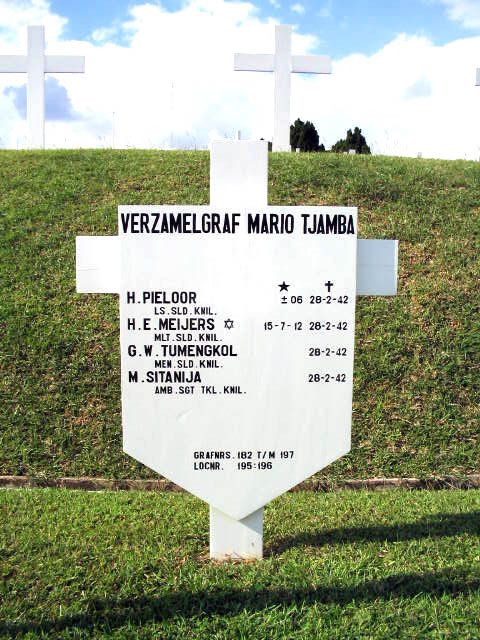 VERZAMELGRAF MARIO TJAMBA
★ ✝
H.PIELOOR ±06 28-2-42
LS.SLD.KNIL.
H.E.MEIJERS ✡ 15-7-12 28-2-42
MLT.SLD.KNIL.
G.W.TUMENGKOL 28-2-42
MEN.SLD.KNIL.
M.SITANIJA 28-2-42
AMB.SGT TKL.KNIL.
GRAFNRS. 182 T/M 197
LOCNR. 195:196